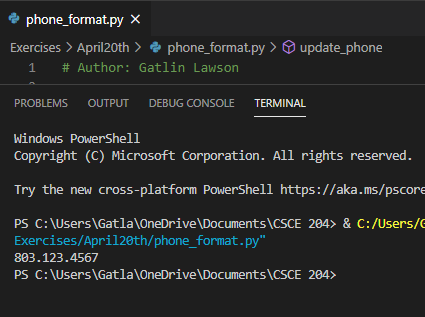 phone_format.py ×
Exercises > April20th > phone_format.py > update_phone
1 # Author: Gatlin Lawson
PROBLEMS OUTPUT DEBUG CONSOLE TERMINAL
Windows PowerShell
Copyright (C) Microsoft Corporation. All rights reserved.
Try the new cross-platform PowerShell https://aka.ms/pscore
PS C:\Users\Gatla\OneDrive\Documents\CSCE 204> & C:/Users/G
Exercises/April20th/phone_format.py"
803.123.4567
PS C:\Users\Gatla\OneDrive\Documents\CSCE 204>